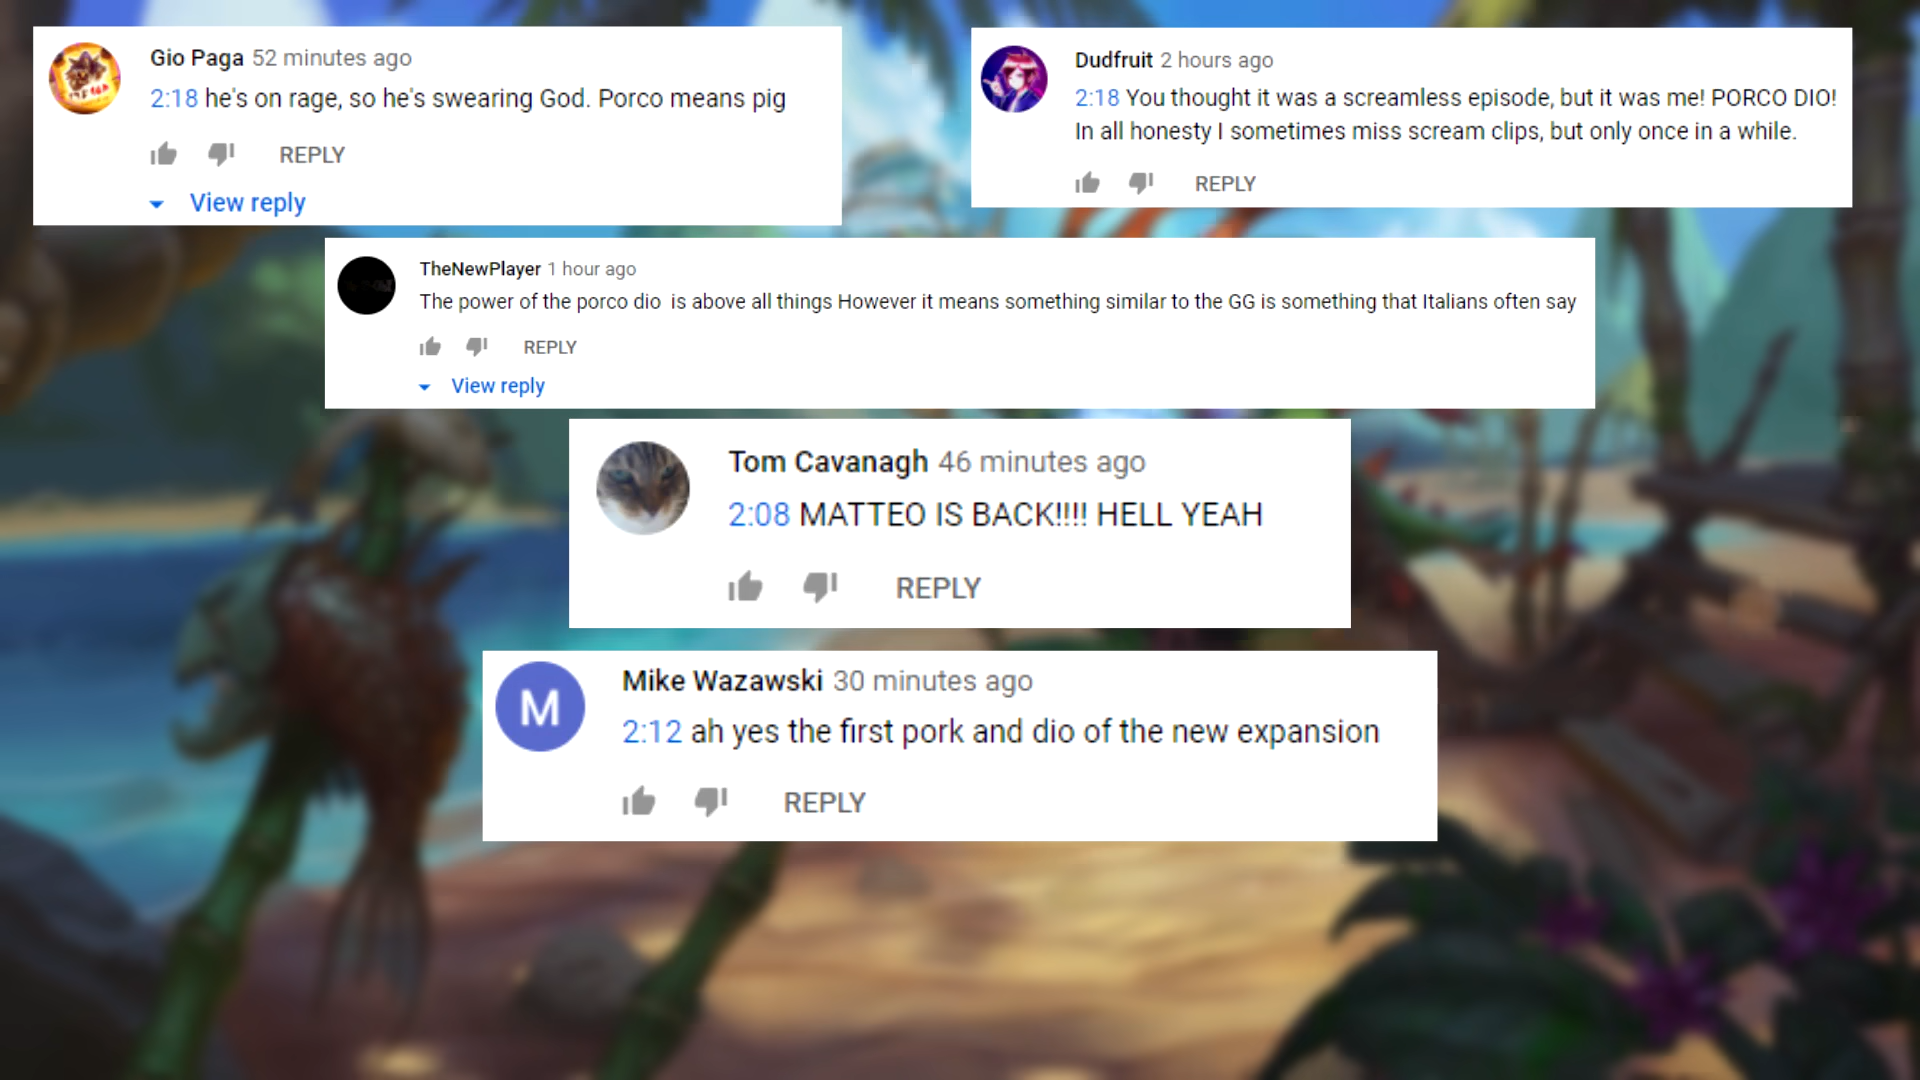 Gio Paga 52 minutes ago
2:18 he's on rage, so he's swearing God. Porco means pig
REPLY
View reply
Dudfruit 2 hours ago
2:18 You thought it was a screamless episode, but it was me! PORCO DIO!
In all honesty I sometimes miss scream clips, but only once in a while.
REPLY
TheNewPlayer 1 hour ago
The power of the porco dio  is above all things However it means something similar to the GG is something that Italians often say
REPLY
View reply
Tom Cavanagh 46 minutes ago
2:08 MATTEO IS BACK!!!! HELL YEAH
REPLY
M
Mike Wazawski 30 minutes ago
2:12 ah yes the first pork and dio of the new expansion
REPLY